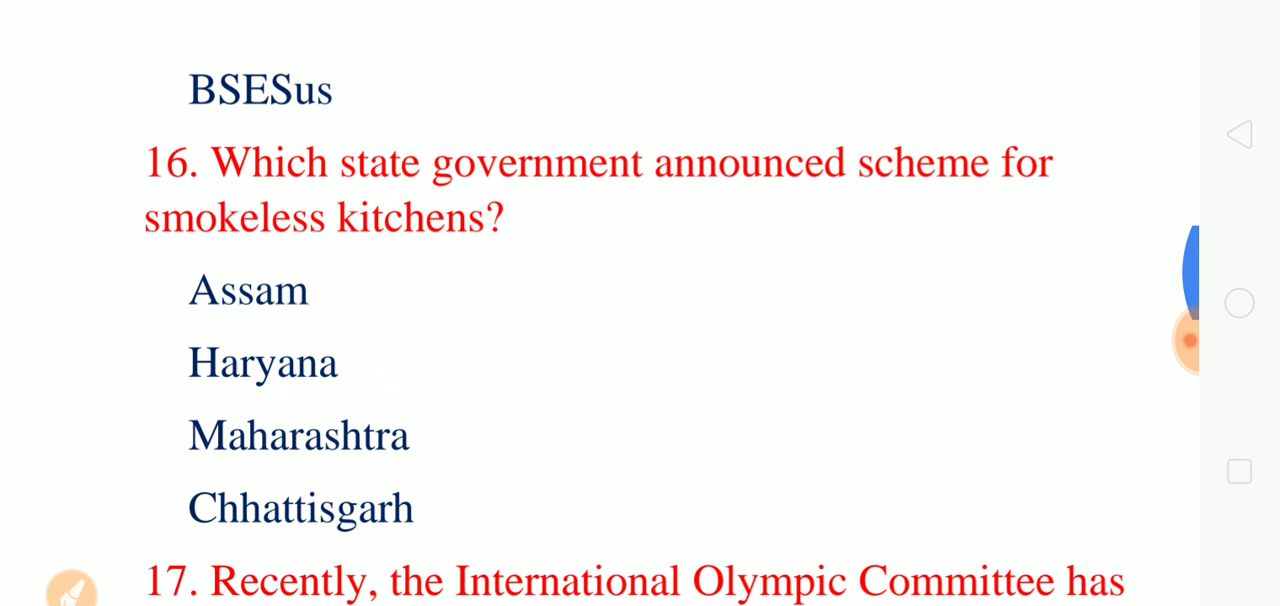 BSESus
16. Which state government announced scheme for
smokeless kitchens?
Assam
Haryana
Maharashtra
Chhattisgarh
17. Recently, the International Olympic Committee has